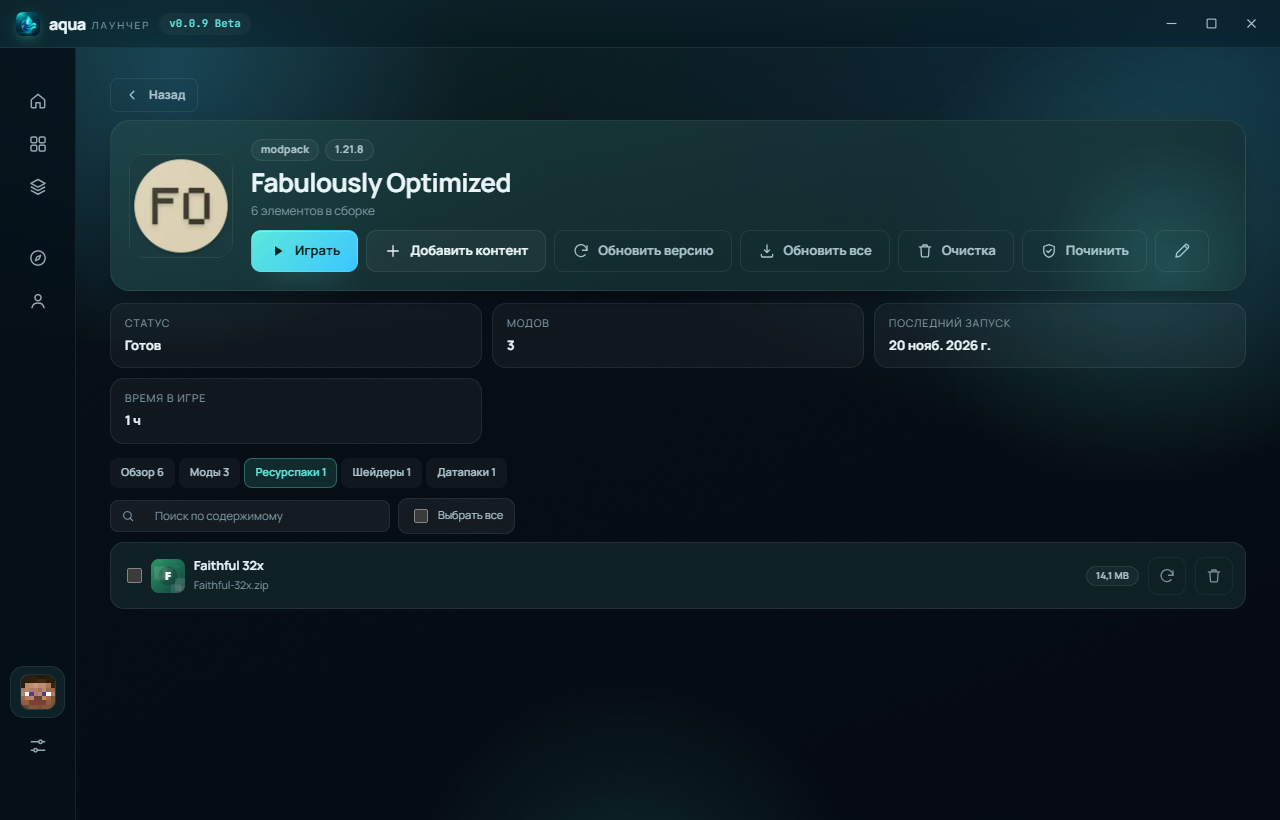 aqua ЛАУНЧЕР v0.0.9 Beta
Назад
modpack 1.21.8
FO
Fabulously Optimized
6 элементов в сборке
Играть Добавить контент Обновить версию Обновить все Очистка Починить
СТАТУС МОДОВ ПОСЛЕДНИЙ ЗАПУСК
Готов 3 20 нояб. 2026 г.
ВРЕМЯ В ИГРЕ
1 ч
Обзор 6 Моды 3 Ресурспаки 1 Шейдеры 1 Датапаки 1
Поиск по содержимому Выбрать все
F Faithful 32x 14,1 MB
Faithful-32x.zip